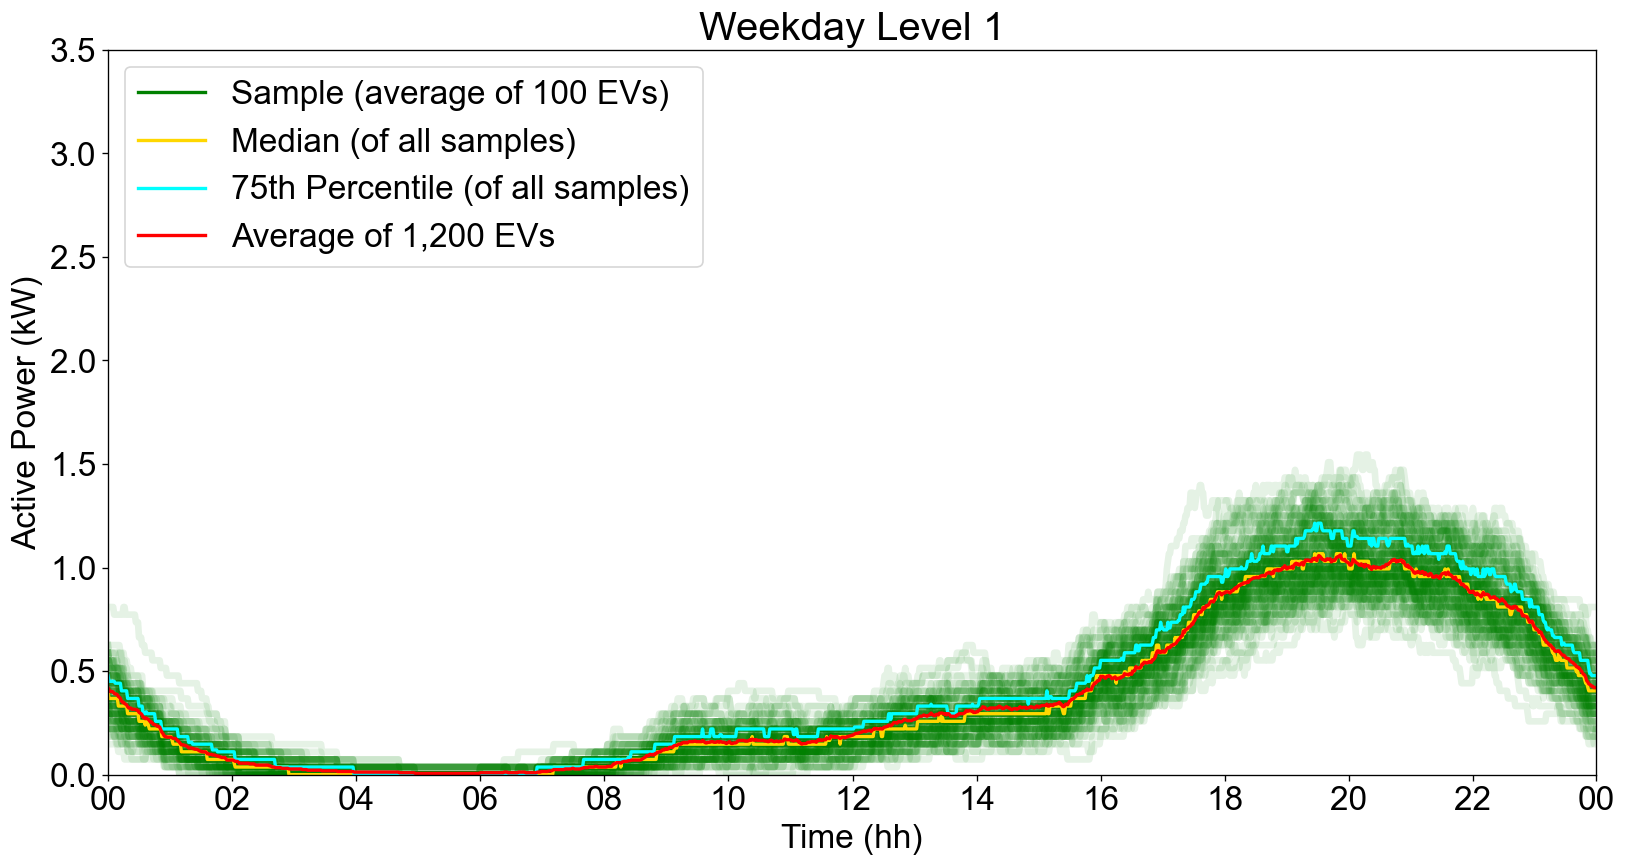 Weekday Level 1
Sample (average of 100 EVs)
Median (of all samples)
75th Percentile (of all samples)
Average of 1,200 EVs
Active Power (kW)
3.5
3.0
2.5
2.0
1.5
1.0
0.5
0.0
00 02 04 06 08 10 12 14 16 18 20 22 00
Time (hh)